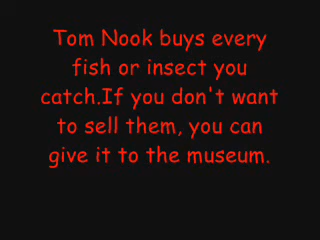 Tom Nook buys every
fish or insect you
catch.If you don't want
to sell them, you can
give it to the museum.